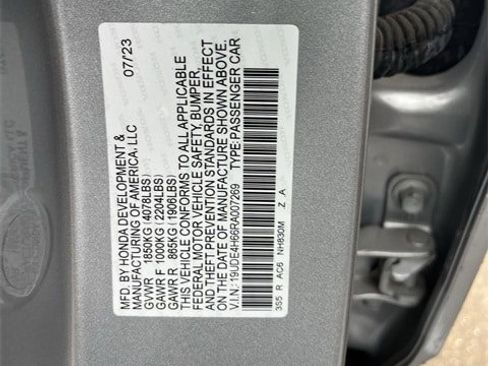 MFD. BY HONDA DEVELOPMENT & 07/23
MANUFACTURING OF AMERICA, LLC
GVWR 1850KG (4078LBS)
GAWR F 1000KG (2204LBS)
GAWR R 865KG (1906LBS)
THIS VEHICLE CONFORMS TO ALL APPLICABLE
FEDERAL MOTOR VEHICLE SAFETY, BUMPER,
AND THEFT PREVENTION STANDARDS IN EFFECT
ON THE DATE OF MANUFACTURE SHOWN ABOVE.
V.I.N.: 19UDE4H66RA007269 TYPE:PASSENGER CAR
3S5 R AC6 NH830M Z A